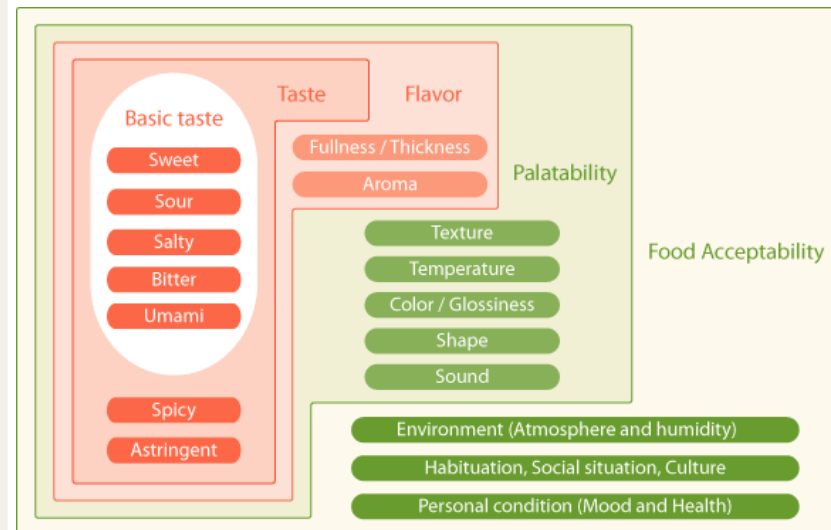 Basic taste
Sweet
Sour
Salty
Bitter
Umami
Spicy
Astringent
Taste
Flavor
Fullness / Thickness
Aroma
Palatability
Texture
Temperature
Color / Glossiness
Shape
Sound
Food Acceptability
Environment (Atmosphere and humidity)
Habituation, Social situation, Culture
Personal condition (Mood and Health)